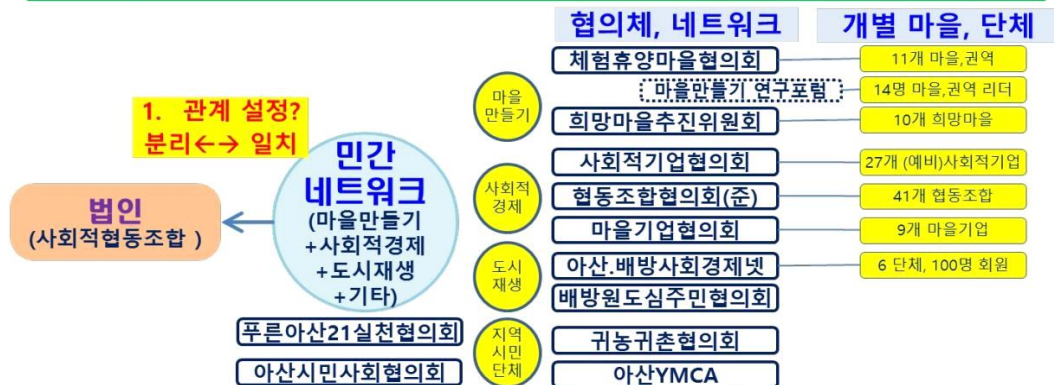 협의체, 네트워크
개별 마을, 단체
체험휴양마을협의회
11개 마을,권역
마을만들기 연구포럼
14명 마을,권역 리더
희망마을추진위원회
10개 희망마을
마을
만들기
1. 관계 설정?
분리←→ 일치
민간
네트워크
(마을만들기
+사회적경제
+도시재생
+기타)
법인
(사회적협동조합 )
사회적
경제
사회적기업협의회
27개 (예비)사회적기업
협동조합협의회(준)
41개 협동조합
마을기업협의회
9개 마을기업
도시
재생
아산.배방사회경제넷
6 단체, 100명 회원
배방원도심주민협의회
지역
시민
단체
푸른아산21실천협의회
귀농귀촌협의회
아산시민사회협의회
아산YMCA